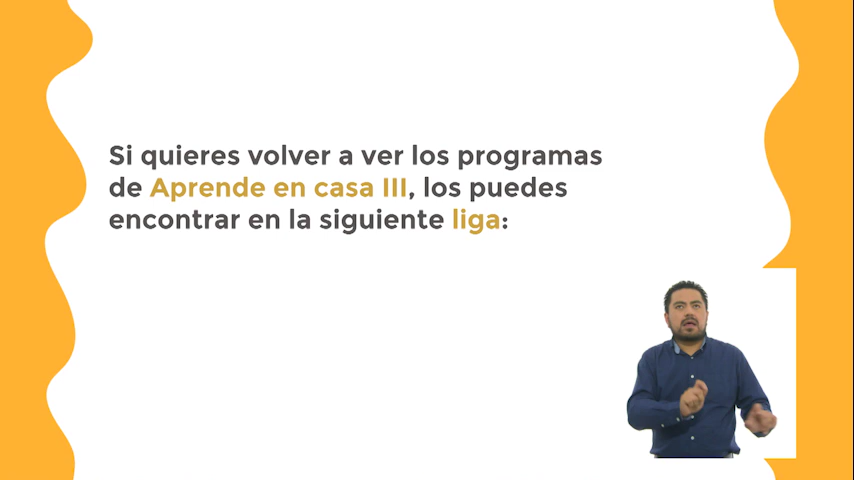 Si quieres volver a ver los programas
de Aprende en casa III, los puedes
encontrar en la siguiente liga: